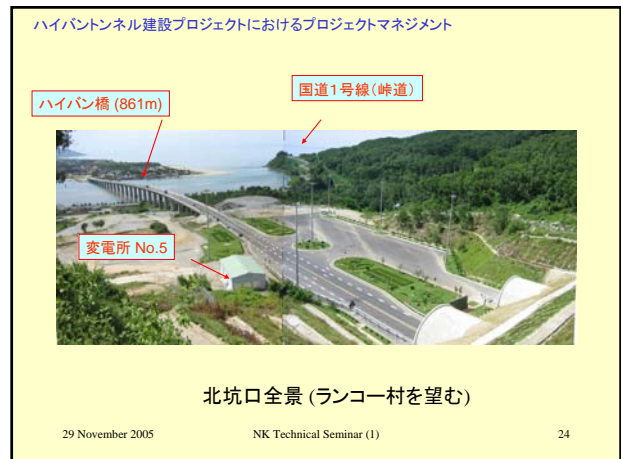 ハイバントンネル建設プロジェクトにおけるプロジェクトマネジメント
国道１号線（峠道）
ハイバン橋 (861m)
変電所 No.5
北坑口全景 (ランコー村を望む)
29 November 2005 NK Technical Seminar (1) 24